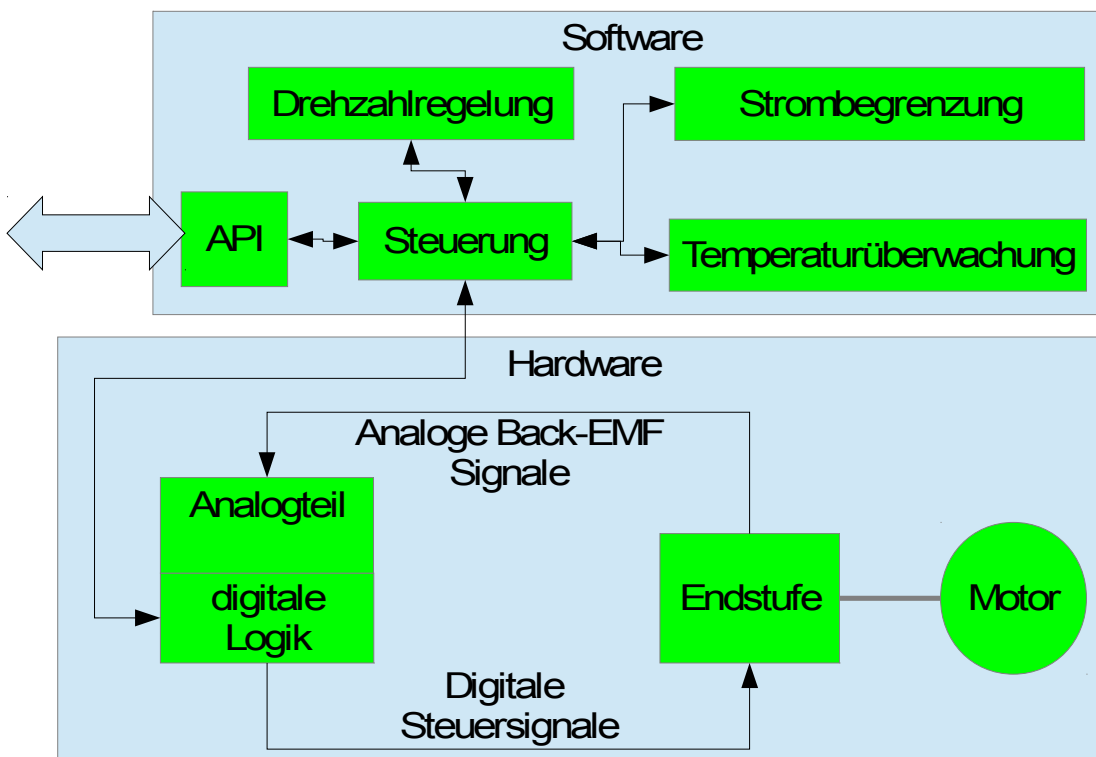 Software
Drehzahlregelung
Strombegrenzung
API
Steuerung
Temperaturüberwachung
Hardware
Analoge Back-EMF
Signale
Analogteil
digitale
Logik
Endstufe
Motor
Digitale
Steuersignale